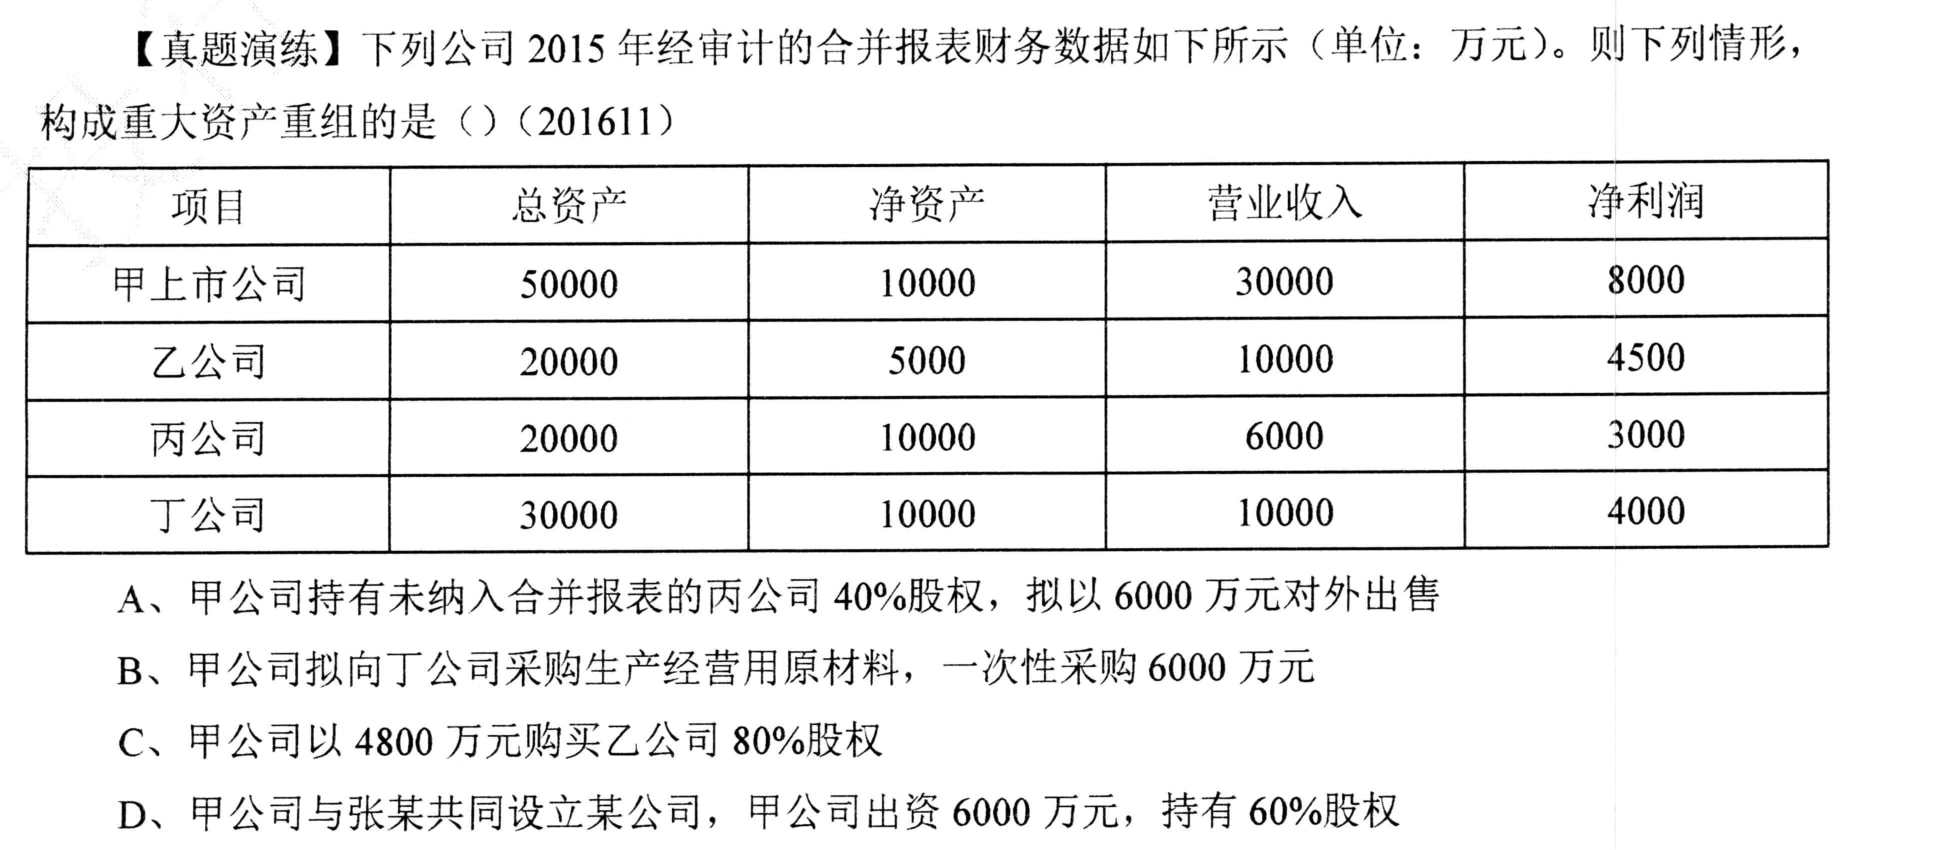 【真题演练】下列公司 2015 年经审计的合并报表财务数据如下所示（单位：万元）。则下列情形，
构成重大资产重组的是（）（201611）
项目 总资产 净资产 营业收入 净利润
甲上市公司 50000 10000 30000 8000
乙公司 20000 5000 10000 4500
丙公司 20000 10000 6000 3000
丁公司 30000 10000 10000 4000
A、甲公司持有未纳入合并报表的丙公司 40%股权，拟以 6000 万元对外出售
B、甲公司拟向丁公司采购生产经营用原材料，一次性采购 6000 万元
C、甲公司以 4800 万元购买乙公司 80%股权
D、甲公司与张某共同设立某公司，甲公司出资 6000 万元，持有 60%股权